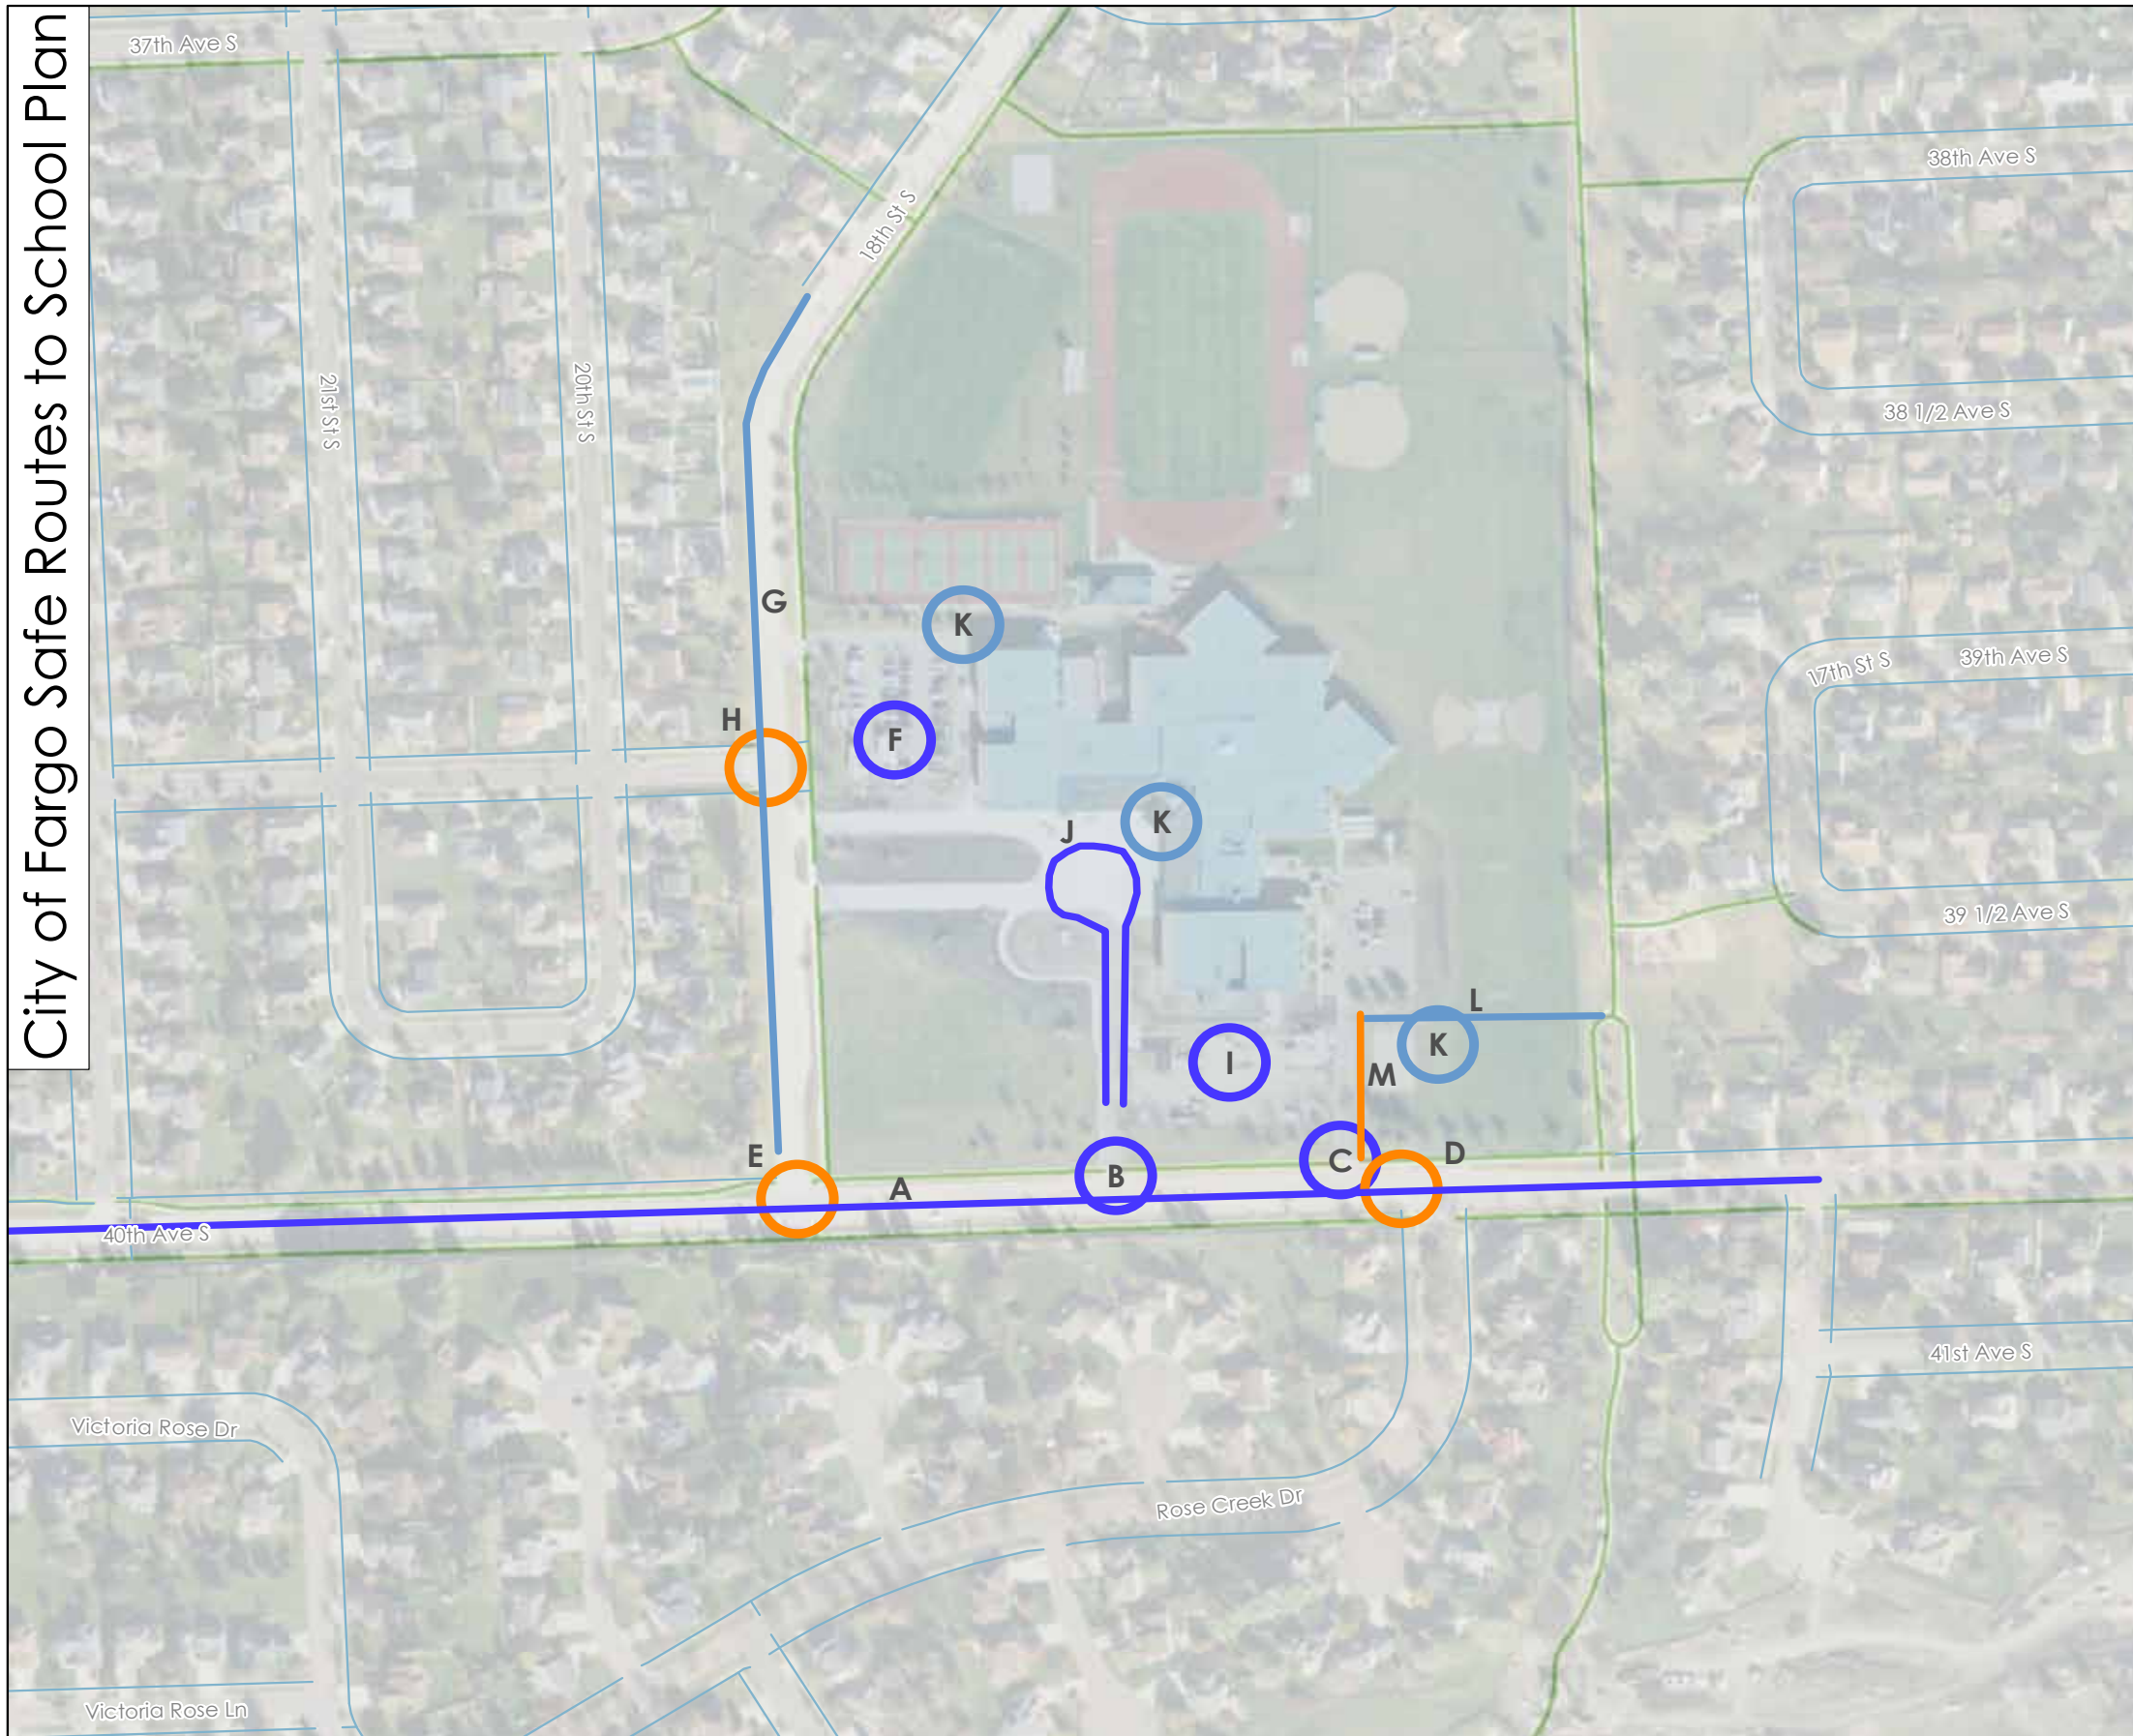 City of Fargo Safe Routes to School Plan
37th Ave S
18th St S
38th Ave S
21st St S
20th St S
38 1/2 Ave S
G
K
17th St S
39th Ave S
H
F
J
K
39 1/2 Ave S
L
I
K
M
E
D
C
B
A
40th Ave S
41st Ave S
Victoria Rose Dr
Rose Creek Dr
Victoria Rose Ln